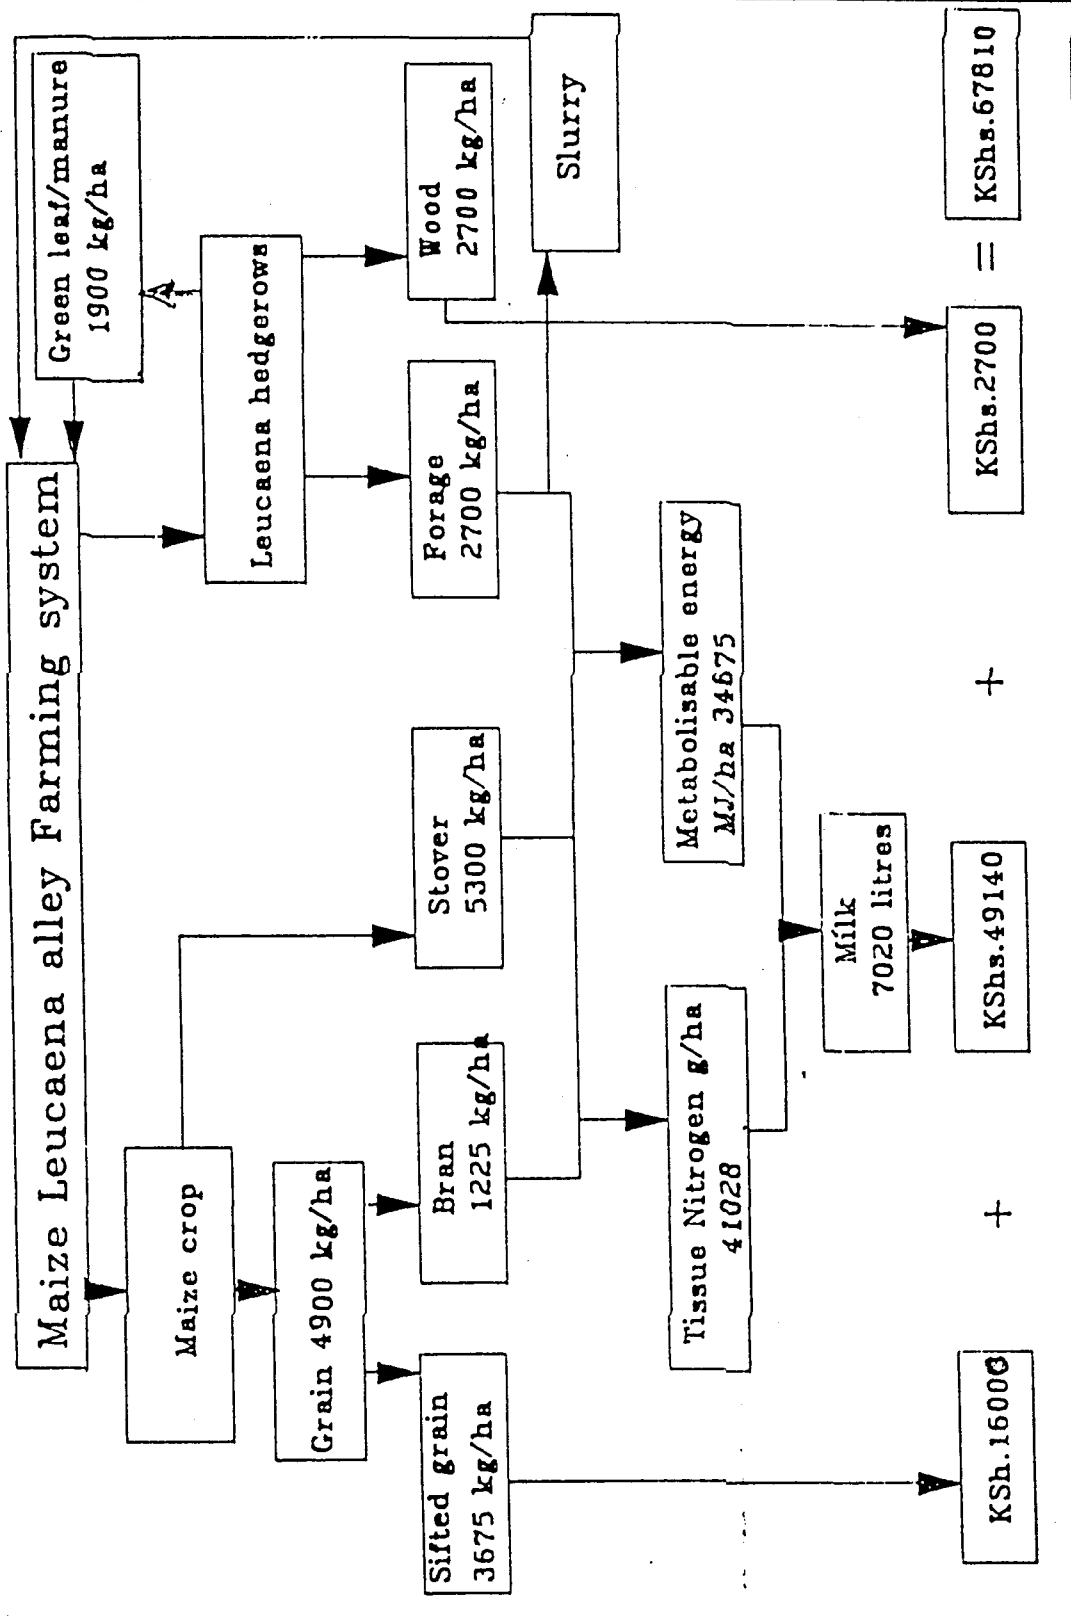 Maize Leucaena alley Farming system
Green leaf/manure
1900 kg/ha
Maize crop
Leucaena hedgerows
Grain 4900 kg/ha
Sifted grain
3675 kg/ha
Bran
1225 kg/ha
Stover
5300 kg/ha
Forage
2700 kg/ha
Wood
2700 kg/ha
Slurry
Tissue Nitrogen g/ha
41028
Metabolisable energy
MJ/ha 34675
Milk
7020 litres
KSh.16000 + KShs.49140 + KShs.2700 = KShs.67810